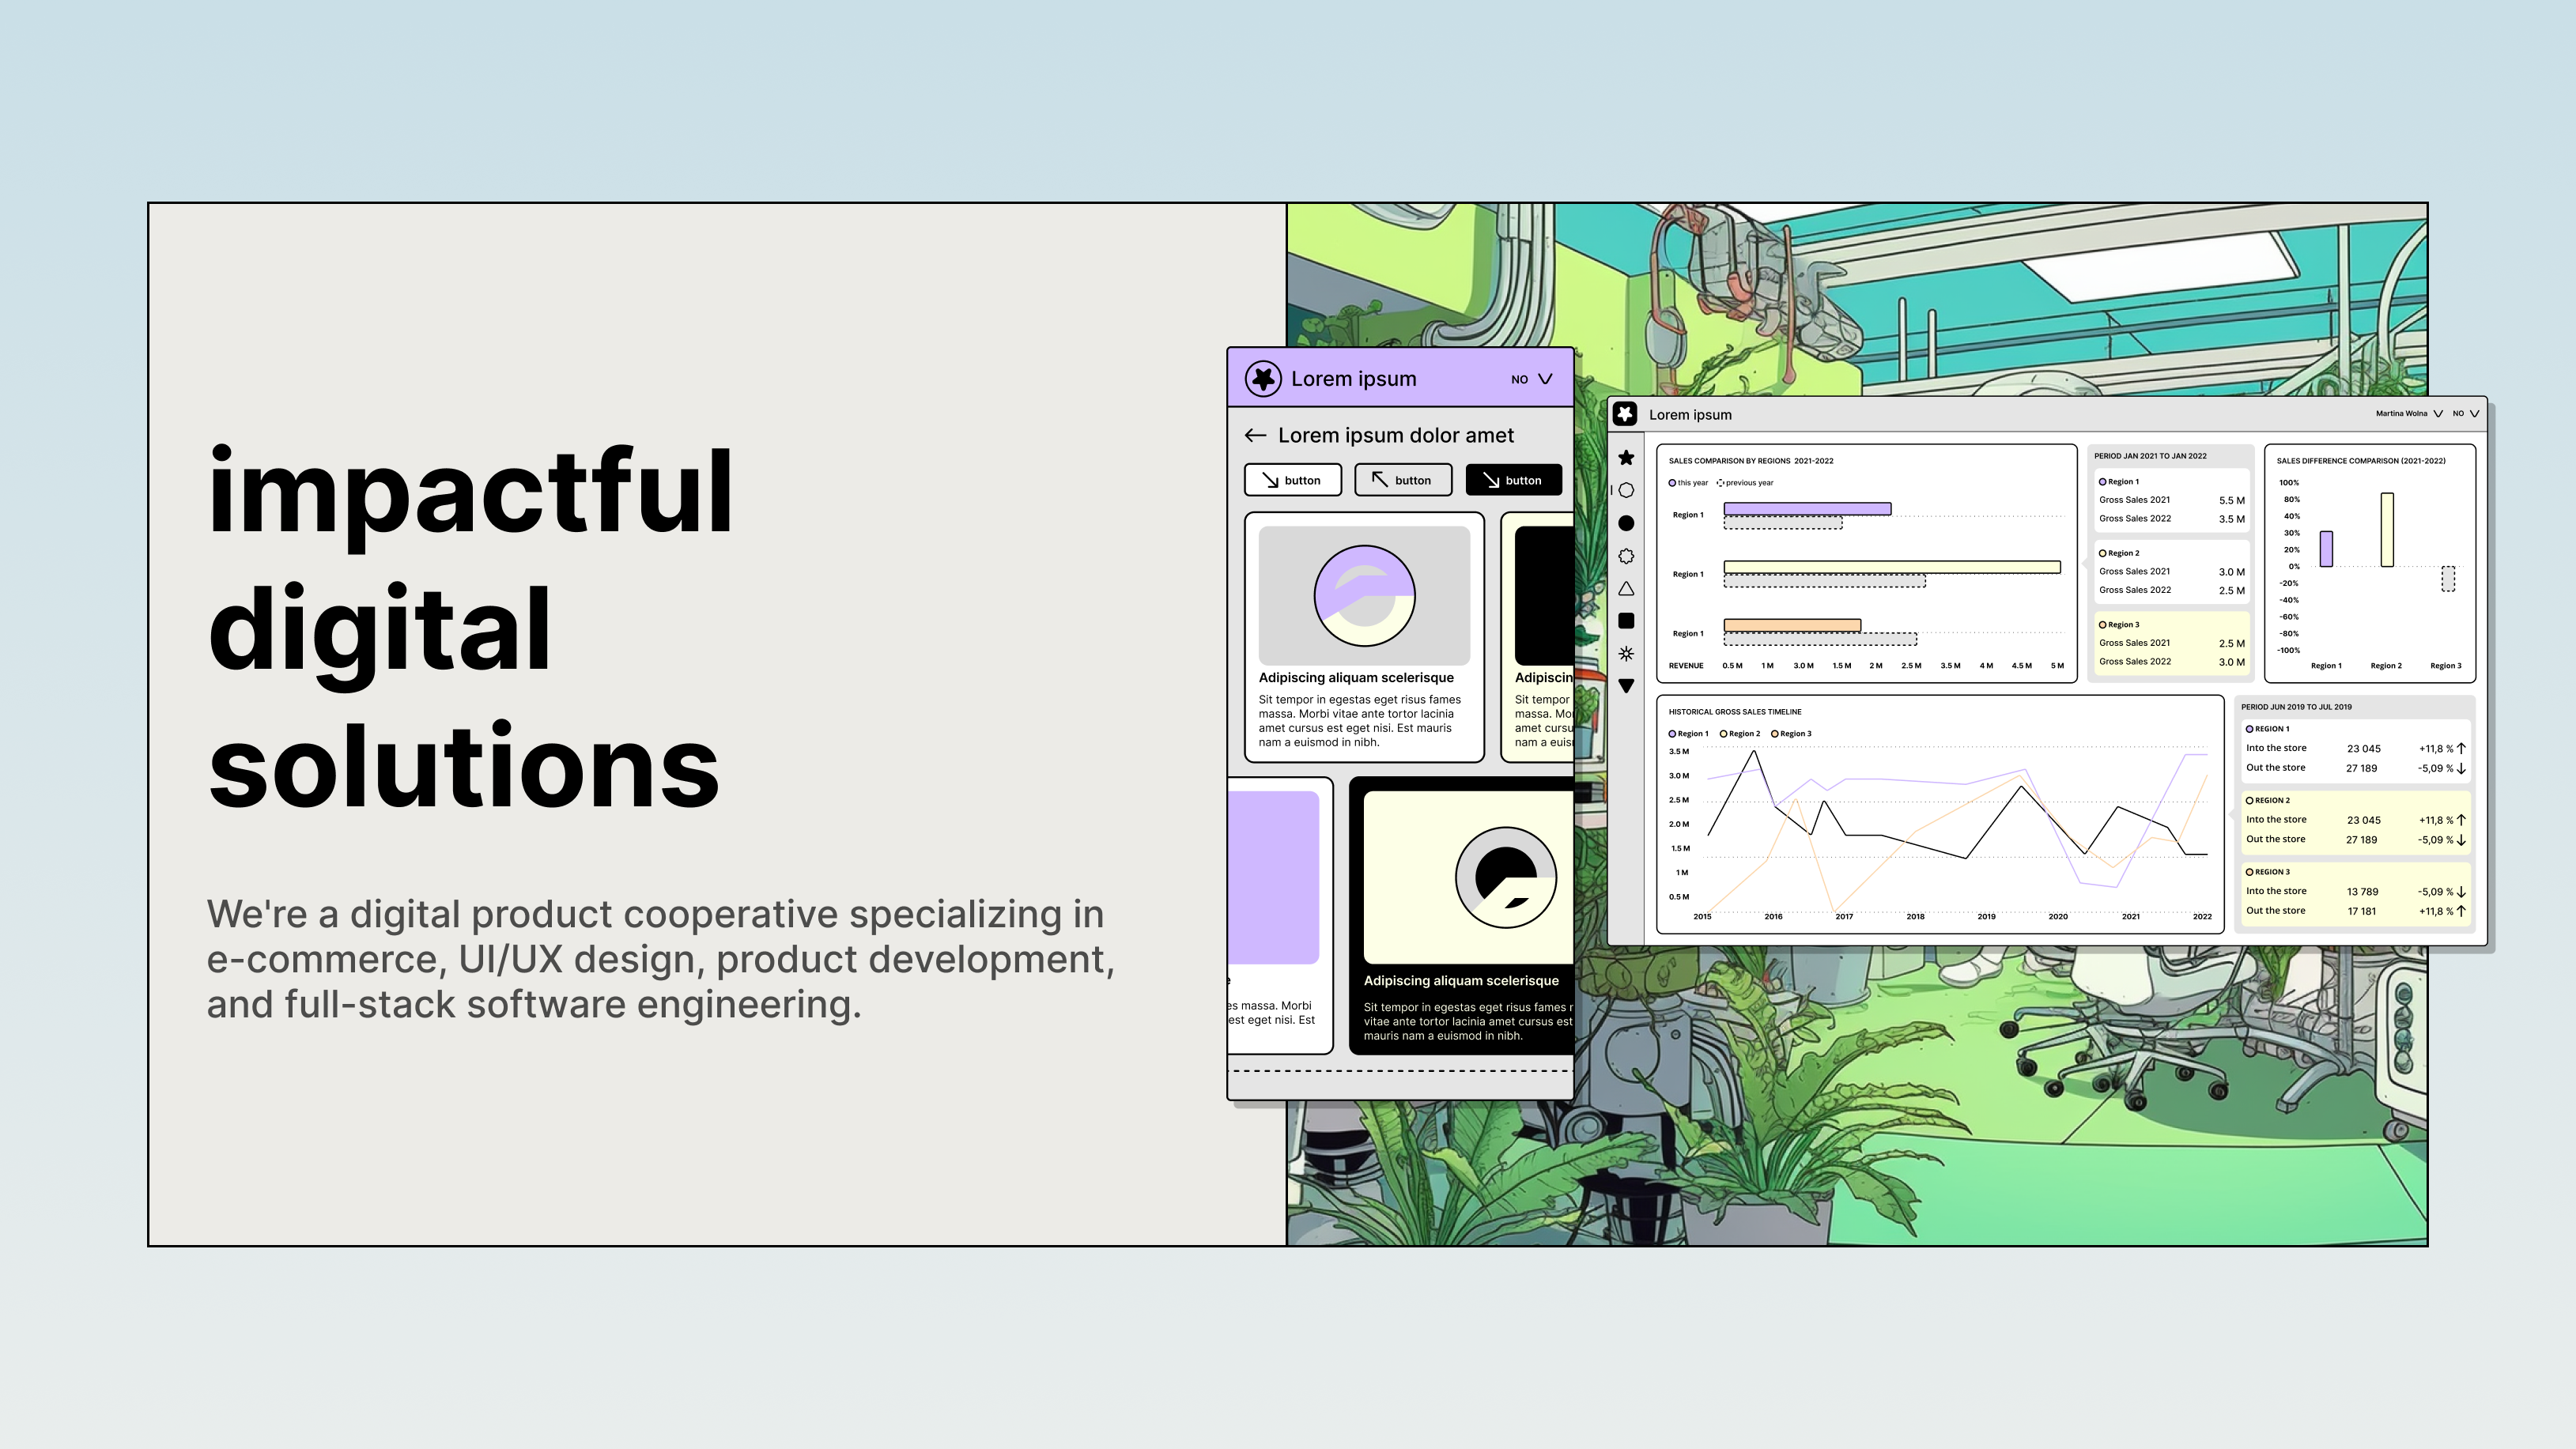 impactful
digital
solutions
We're a digital product cooperative specializing in
e-commerce, UI/UX design, product development,
and full-stack software engineering.
Lorem ipsum
NO
Lorem ipsum dolor amet
button
button
button
Adipiscing aliquam scelerisque
Sit tempor in egestas eget risus fames
massa. Morbi vitae ante tortor lacinia
amet cursus est eget nisi. Est mauris
nam a euismod in nibh.
Adipiscin
Sit tempor
massa. Mo
amet cursu
nam a euis
es massa. Morbi
est eget nisi. Est
Adipiscing aliquam scelerisque
Sit tempor in egestas eget risus fames
vitae ante tortor lacinia amet cursus est
mauris nam a euismod in nibh.
Lorem ipsum
Martina Wolna NO
SALES COMPARISON BY REGIONS 2021-2022
this year previous year
Region 1
Region 1
Region 1
REVENUE 0.5 M 1 M 3.0 M 1.5 M 2 M 2.5 M 3.5 M 4 M 4.5 M 5 M
PERIOD JAN 2021 TO JAN 2022
Region 1
Gross Sales 2021 5.5 M
Gross Sales 2022 3.5 M
Region 2
Gross Sales 2021 3.0 M
Gross Sales 2022 2.5 M
Region 3
Gross Sales 2021 2.5 M
Gross Sales 2022 3.0 M
SALES DIFFERENCE COMPARISON (2021-2022)
100%
80%
40%
30%
20%
0%
-20%
-40%
-60%
-80%
-100%
Region 1 Region 2 Region 3
HISTORICAL GROSS SALES TIMELINE
Region 1 Region 2 Region 3
3.5 M
3.0 M
2.5 M
2.0 M
1.5 M
1 M
0.5 M
2015 2016 2017 2018 2019 2020 2021 2022
PERIOD JUN 2019 TO JUL 2019
REGION 1
Into the store 23 045 +11,8 % ↑
Out the store 27 189 -5,09 % ↓
REGION 2
Into the store 23 045 +11,8 % ↑
Out the store 27 189 -5,09 % ↓
REGION 3
Into the store 13 789 -5,09 % ↓
Out the store 17 181 +11,8 % ↑